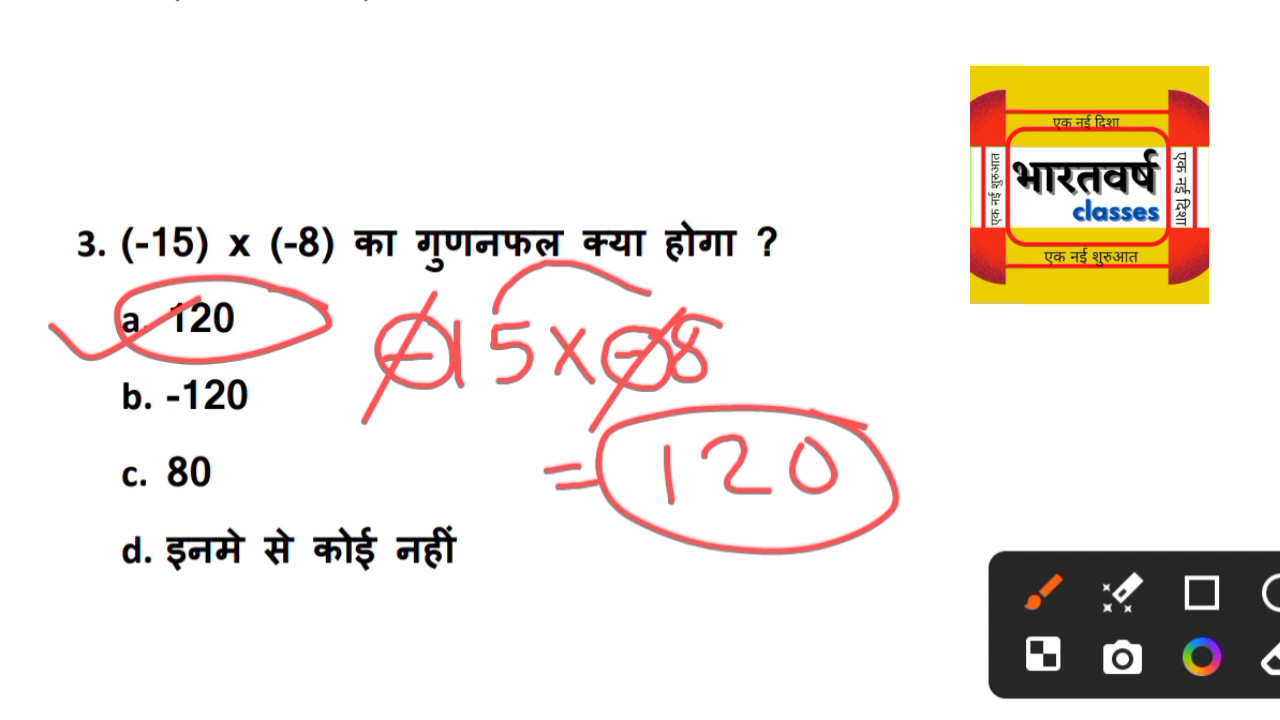 एक नई दिशा
एक नई शुरुआत
भारतवर्ष
classes
एक नई दिशा
एक नई शुरुआत
3. (-15) x (-8) का गुणनफल क्या होगा ?
a. 120
-15x-8
b. -120
= 120
c. 80
d. इनमे से कोई नहीं